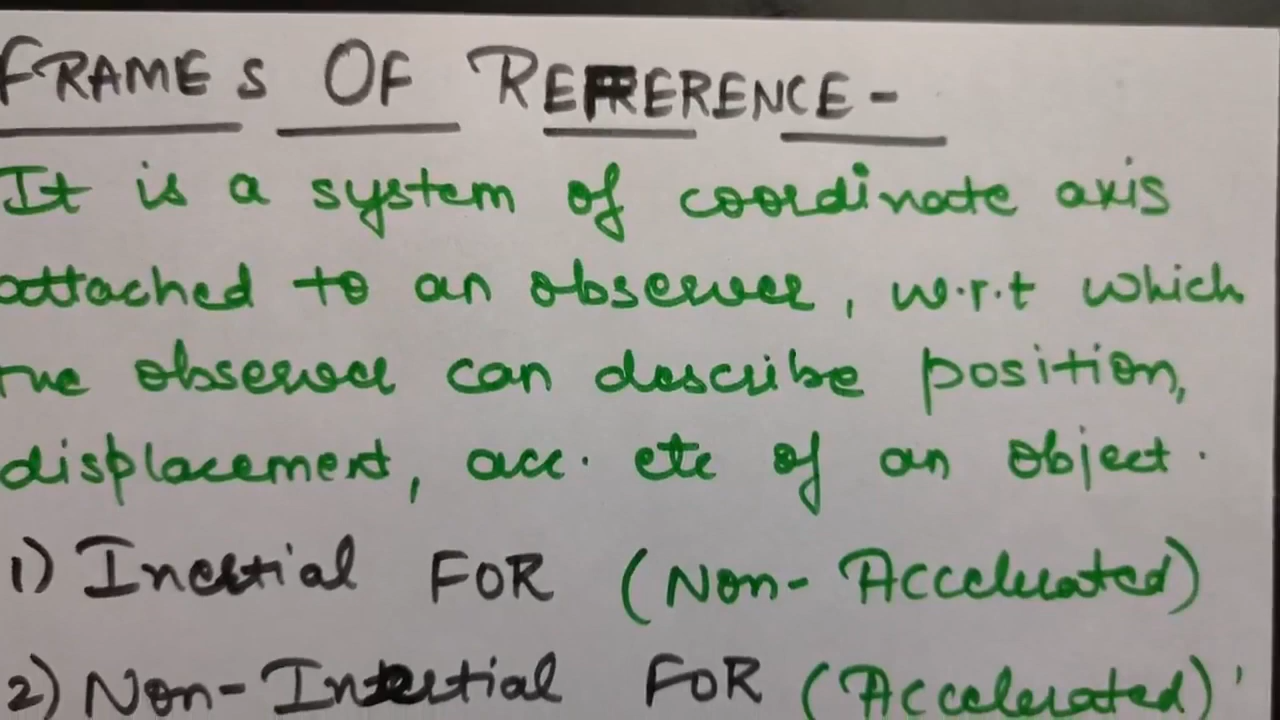 FRAMES OF REFERENCE -
It is a system of coordinate axis
attached to an observer, w.r.t which
the observer can describe position,
displacement, acc. etc of an object.
1) Inertial FOR (Non-Accelerated)
2) Non-Inertial FOR (Accelerated)